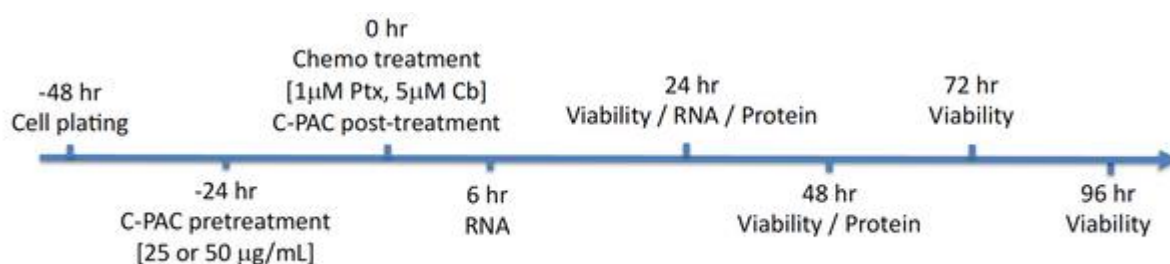 -48 hr
Cell plating
-24 hr
C-PAC pretreatment
[25 or 50 μg/mL]
0 hr
Chemo treatment
[1μM Ptx, 5μM Cb]
C-PAC post-treatment
6 hr
RNA
24 hr
Viability / RNA / Protein
48 hr
Viability / Protein
72 hr
Viability
96 hr
Viability